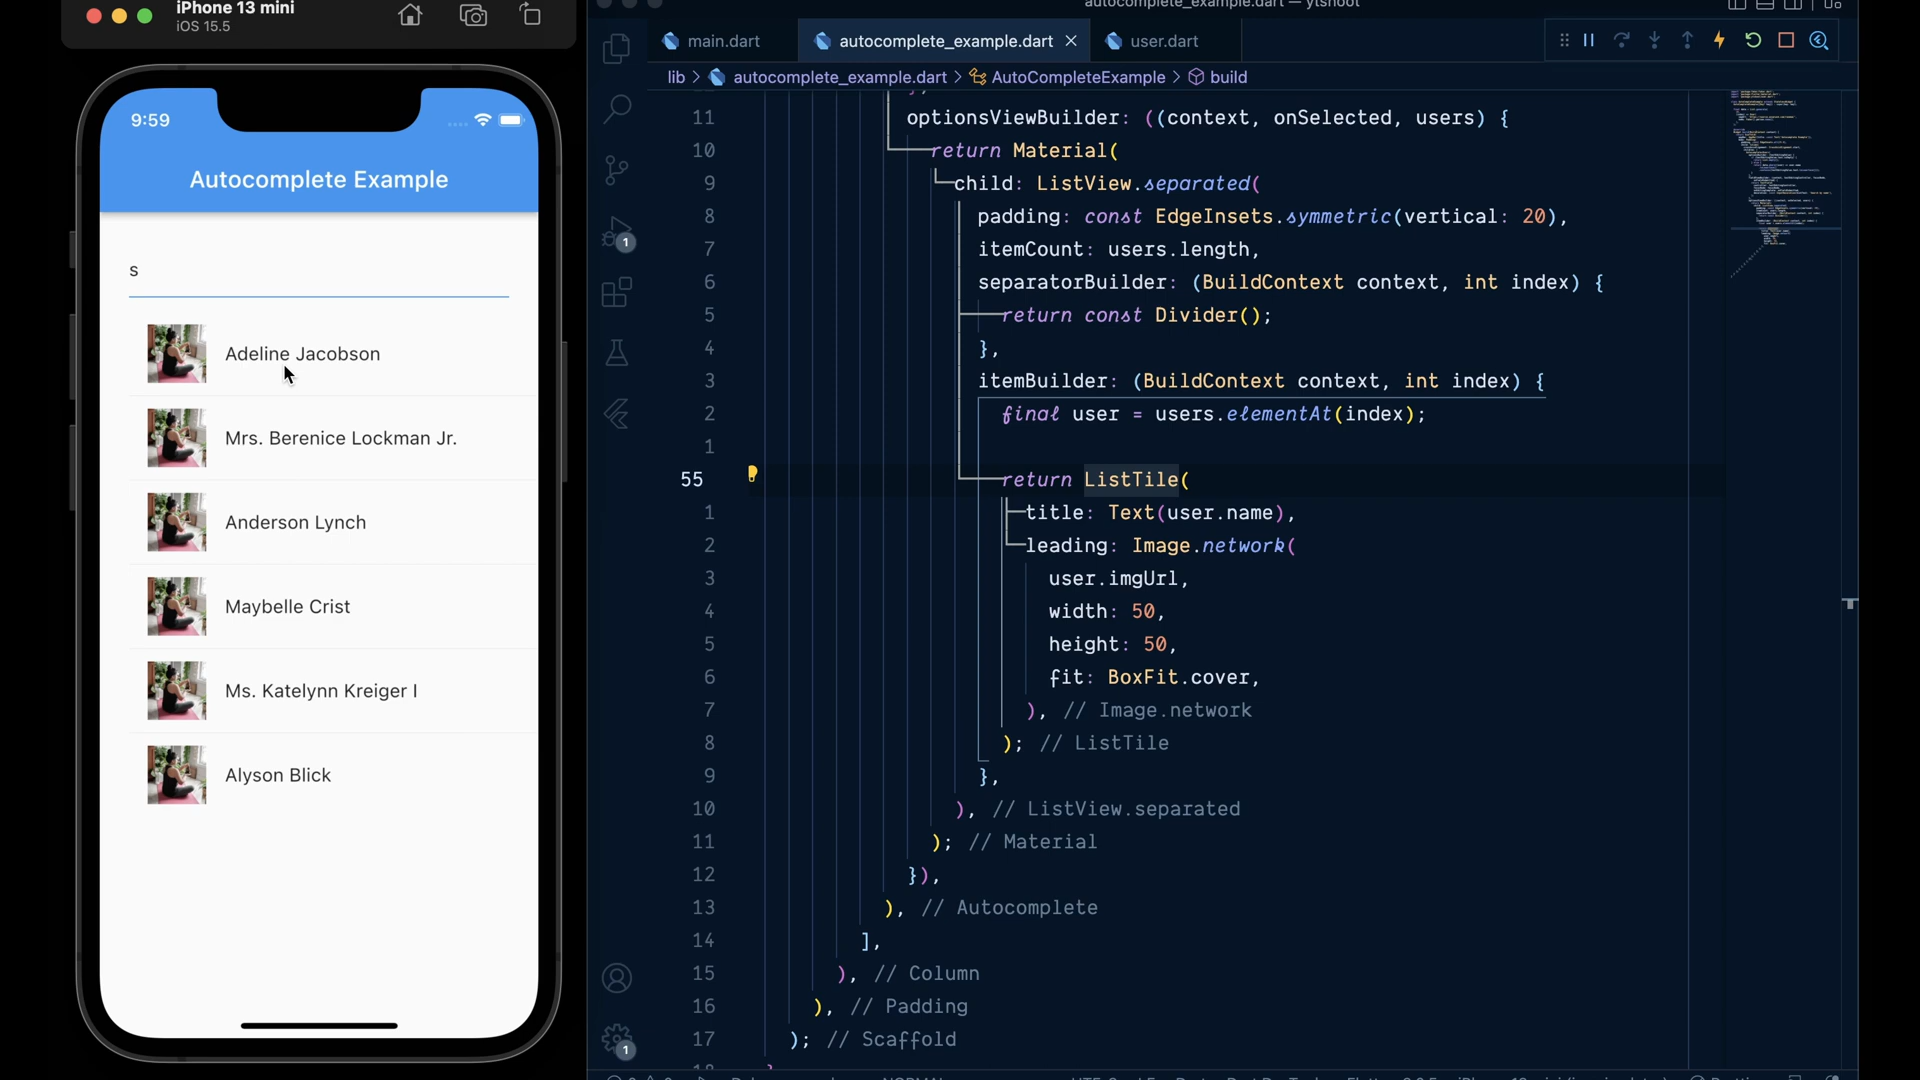 iPhone 13 mini
iOS 15.5
9:59
Autocomplete Example
s
Adeline Jacobson
Mrs. Berenice Lockman Jr.
Anderson Lynch
Maybelle Crist
Ms. Katelynn Kreiger I
Alyson Blick
autocomplete_example.dart — ytshoot
main.dart
autocomplete_example.dart
user.dart
lib > autocomplete_example.dart > AutoCompleteExample > build
11 optionsViewBuilder: ((context, onSelected, users) {
10 return Material(
9 child: ListView.separated(
8 padding: const EdgeInsets.symmetric(vertical: 20),
7 itemCount: users.length,
6 separatorBuilder: (BuildContext context, int index) {
5 return const Divider();
4 },
3 itemBuilder: (BuildContext context, int index) {
2 final user = users.elementAt(index);
1
55 return ListTile(
1 title: Text(user.name),
2 leading: Image.network(
3 user.imgUrl,
4 width: 50,
5 height: 50,
6 fit: BoxFit.cover,
7 ), // Image.network
8 ); // ListTile
9 },
10 ), // ListView.separated
11 ); // Material
12 }),
13 ), // Autocomplete
14 ],
15 ), // Column
16 ), // Padding
17 ); // Scaffold
1
1